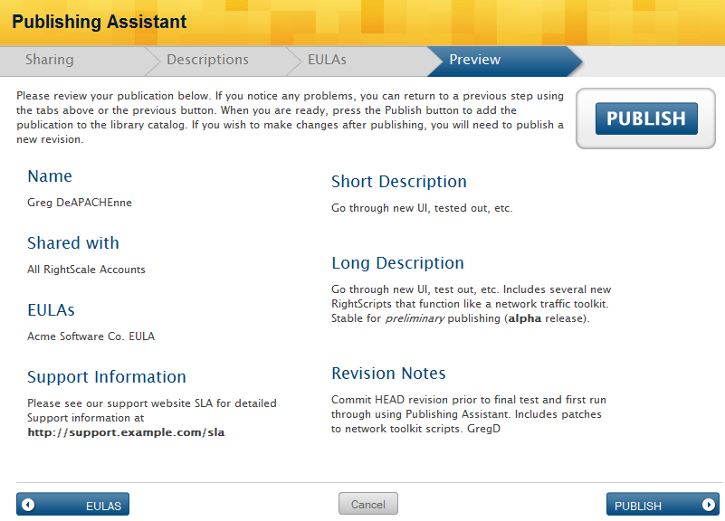 Publishing Assistant
Sharing
Descriptions
EULAs
Preview
Please review your publication below. If you notice any problems, you can return to a previous step using
the tabs above or the previous button. When you are ready, press the Publish button to add the
publication to the library catalog. If you wish to make changes after publishing, you will need to publish a
new revision.
PUBLISH
Name
Greg DeAPACHEnne
Shared with
All RightScale Accounts
EULAs
Acme Software Co. EULA
Support Information
Please see our support website SLA for detailed
Support information at
http://support.example.com/sla
Short Description
Go through new UI, tested out, etc.
Long Description
Go through new UI, test out, etc. Includes several new
RightScripts that function like a network traffic toolkit.
Stable for preliminary publishing (alpha release).
Revision Notes
Commit HEAD revision prior to final test and first run
through using Publishing Assistant. Includes patches
to network toolkit scripts. GregD
EULAS
Cancel
PUBLISH